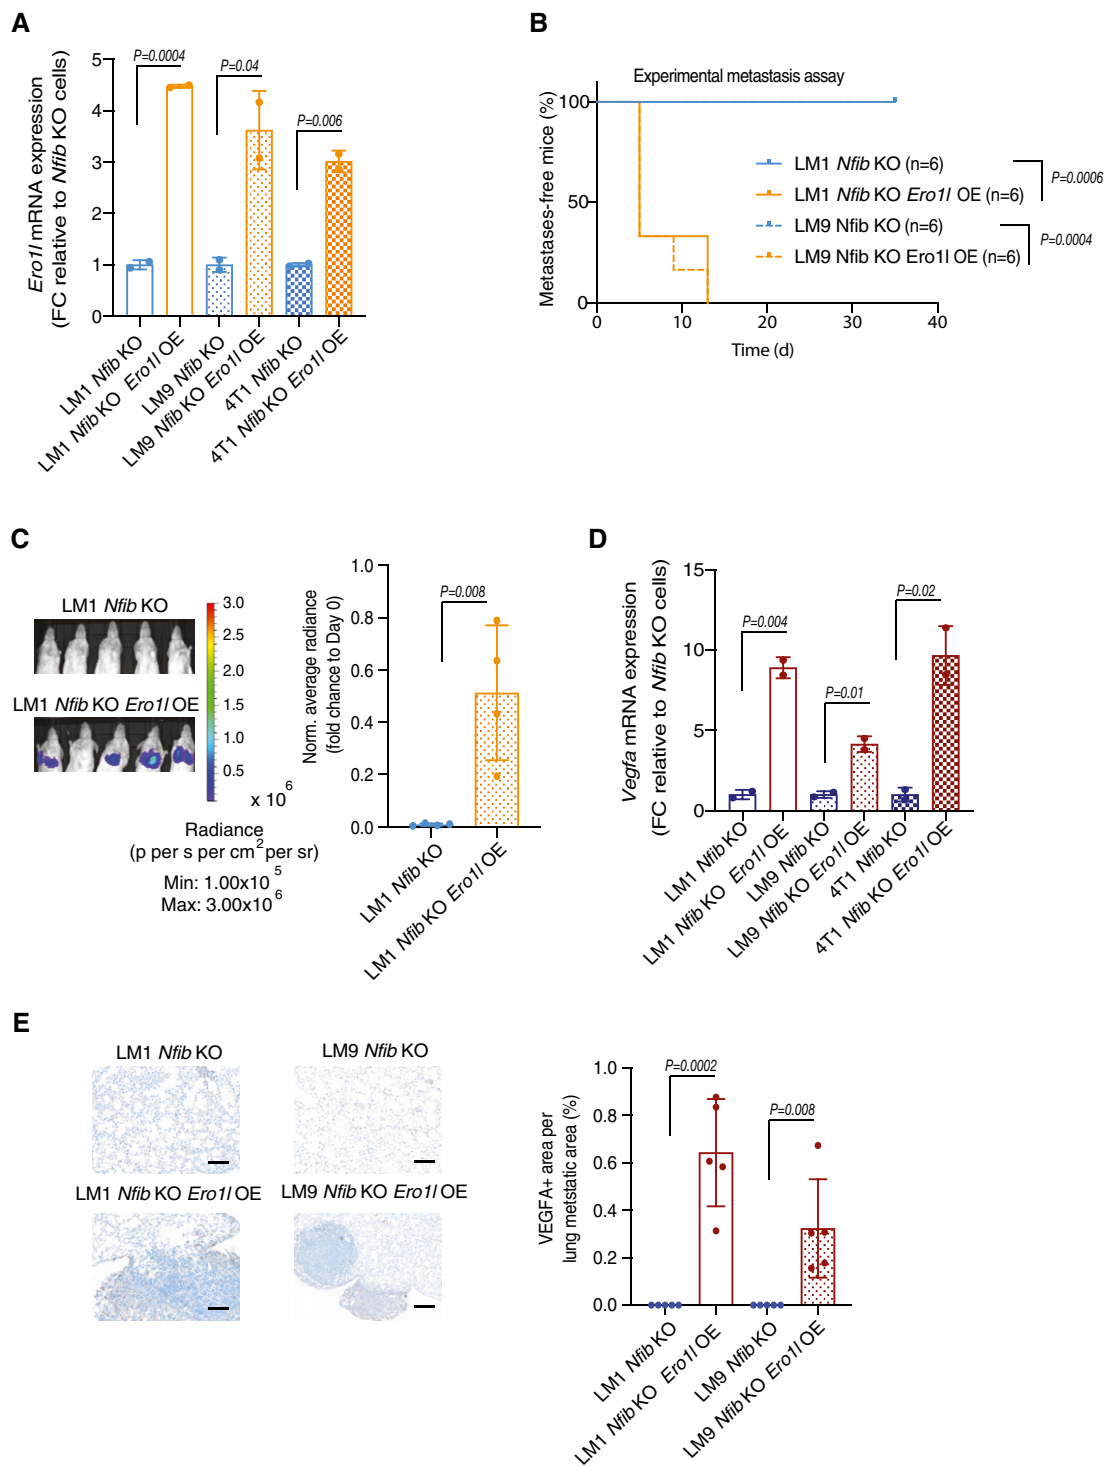 A
Ero1l mRNA expression
(FC relative to Nfib KO cells)
5
4
3
2
1
0
P=0.0004
P=0.04
P=0.006
LM1 Nfib KO
LM1 Nfib KO Ero1l OE
LM9 Nfib KO
LM9 Nfib KO Ero1l OE
4T1 Nfib KO
4T1 Nfib KO Ero1l OE
B
Experimental metastasis assay
Metastases-free mice (%)
100
50
0
0
10
20
30
40
Time (d)
LM1 Nfib KO (n=6)
LM1 Nfib KO Ero1l OE (n=6)
LM9 Nfib KO (n=6)
LM9 Nfib KO Ero1l OE (n=6)
P=0.0006
P=0.0004
C
LM1 Nfib KO
LM1 Nfib KO Ero1l OE
3.0
2.5
2.0
1.5
1.0
0.5
x 10^6
Radiance
(p per s per cm² per sr)
Min: 1.00x10^5
Max: 3.00x10^6
Norm. average radiance
(fold chance to Day 0)
1.0
0.8
0.6
0.4
0.2
0.0
P=0.008
LM1 Nfib KO
LM1 Nfib KO Ero1l OE
D
Vegfa mRNA expression
(FC relative to Nfib KO cells)
15
10
5
0
P=0.004
P=0.01
P=0.02
LM1 Nfib KO
LM1 Nfib KO Ero1l OE
LM9 Nfib KO
LM9 Nfib KO Ero1l OE
4T1 Nfib KO
4T1 Nfib KO Ero1l OE
E
LM1 Nfib KO
LM9 Nfib KO
LM1 Nfib KO Ero1l OE
LM9 Nfib KO Ero1l OE
VEGFA+ area per
lung metstatic area (%)
1.0
0.8
0.6
0.4
0.2
0.0
P=0.0002
P=0.008
LM1 Nfib KO
LM1 Nfib KO Ero1l OE
LM9 Nfib KO
LM9 Nfib KO Ero1l OE